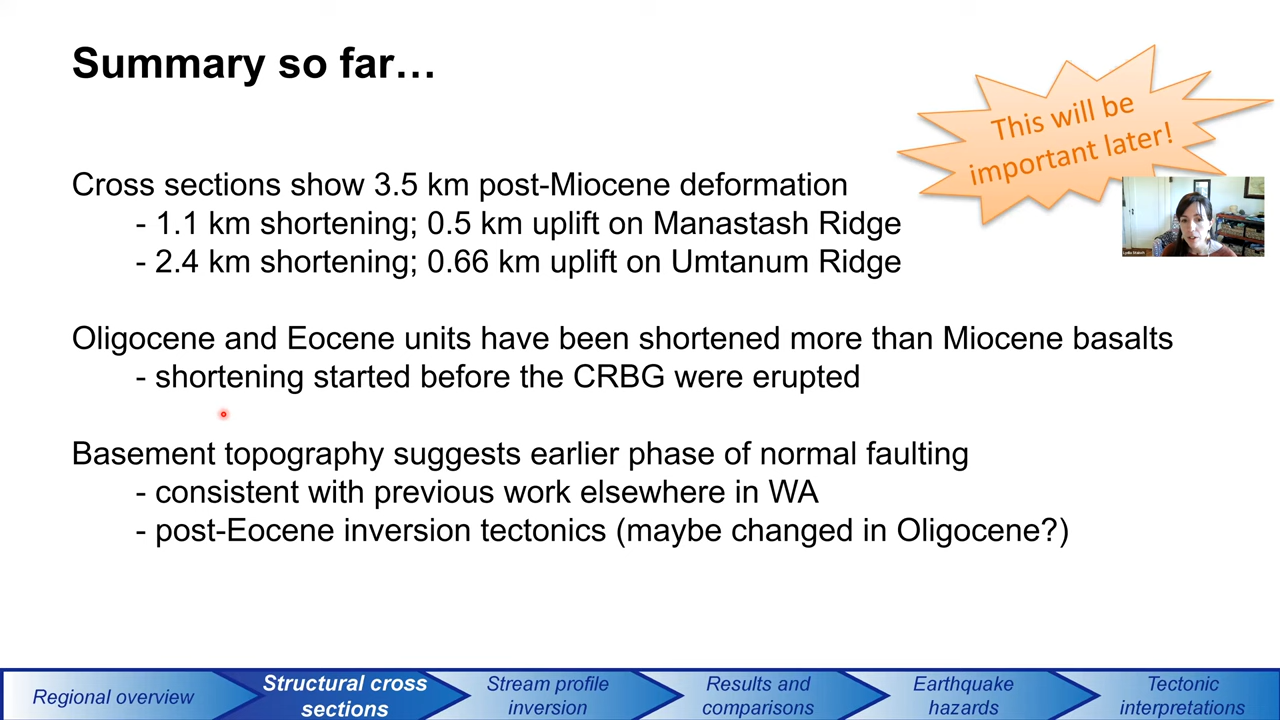 Summary so far…
This will be
important later!
Cross sections show 3.5 km post-Miocene deformation
- 1.1 km shortening; 0.5 km uplift on Manastash Ridge
- 2.4 km shortening; 0.66 km uplift on Umtanum Ridge
Oligocene and Eocene units have been shortened more than Miocene basalts
- shortening started before the CRBG were erupted
Basement topography suggests earlier phase of normal faulting
- consistent with previous work elsewhere in WA
- post-Eocene inversion tectonics (maybe changed in Oligocene?)
Regional overview
Structural cross
sections
Stream profile
inversion
Results and
comparisons
Earthquake
hazards
Tectonic
interpretations